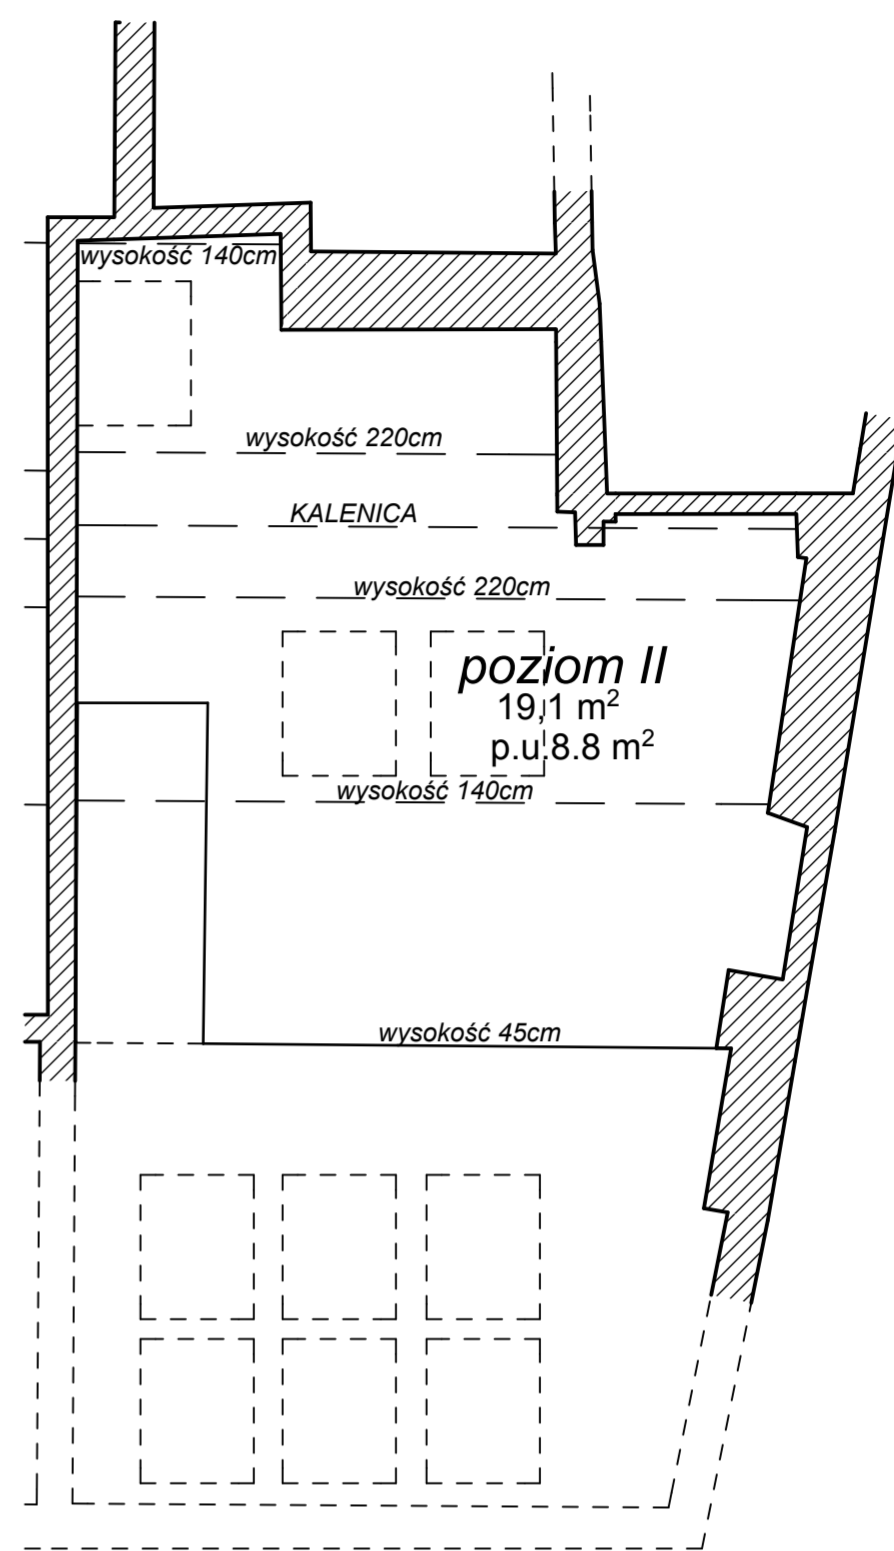 wysokość 140cm
wysokość 220cm
KALENICA
wysokość 220cm
poziom II
19,1 m²
p.u.8.8 m²
wysokość 140cm
wysokość 45cm